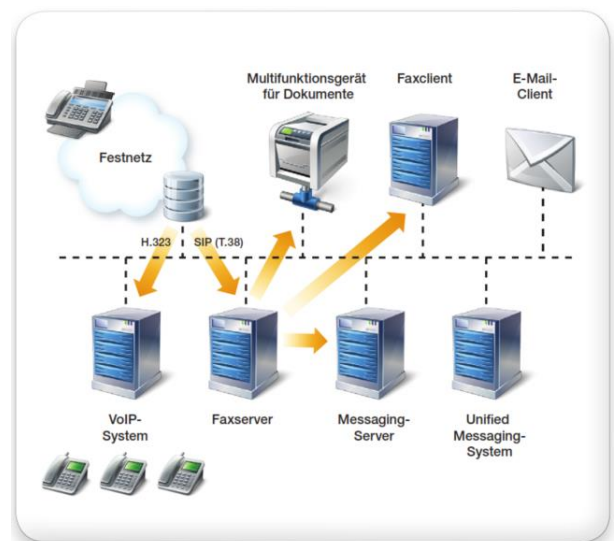 Multifunktionsgerät
für Dokumente
Faxclient
E-Mail-
Client
Festnetz
H.323
SIP (T.38)
VoIP-
System
Faxserver
Messaging-
Server
Unified
Messaging-
System